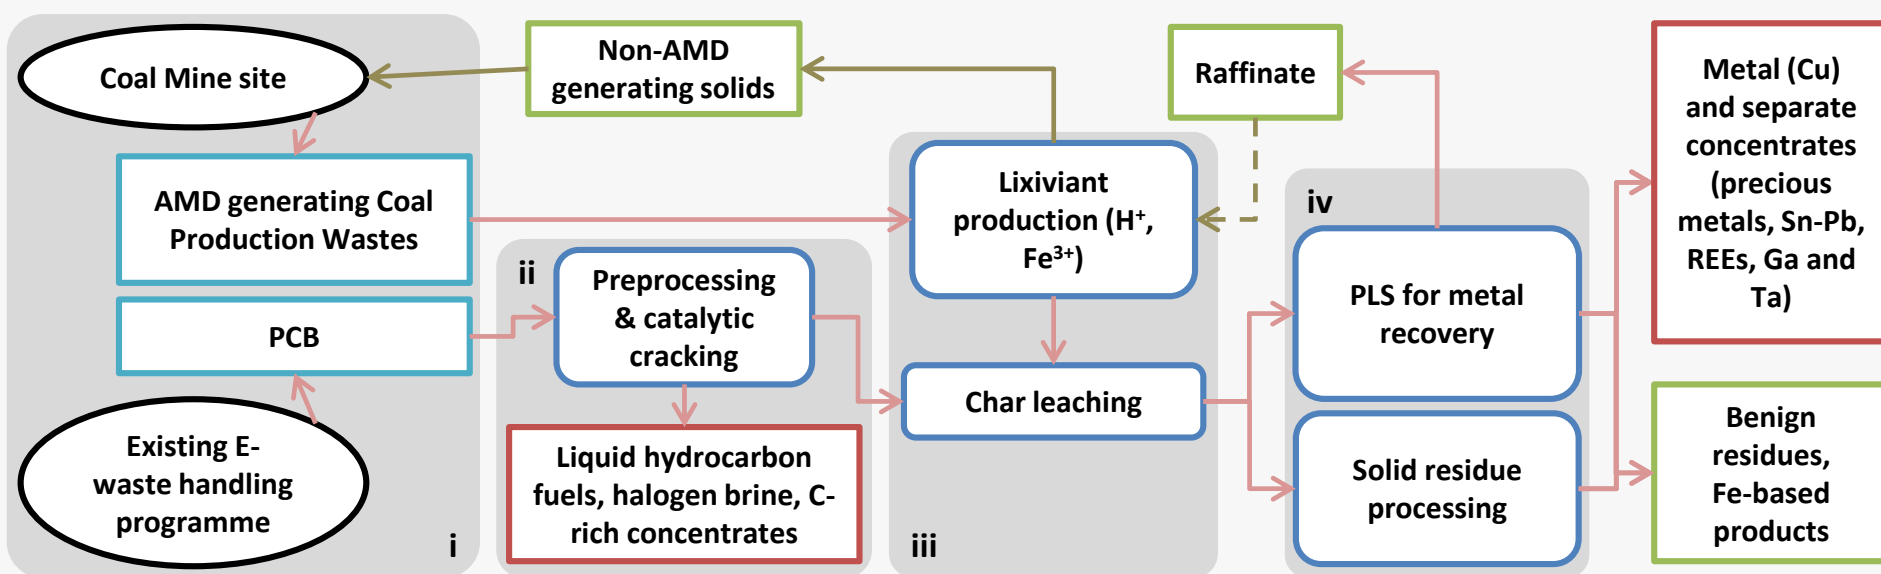 Coal Mine site
AMD generating Coal
Production Wastes
PCB
Existing E-
waste handling
programme
i
Non-AMD
generating solids
ii
Preprocessing
& catalytic
cracking
Liquid hydrocarbon
fuels, halogen brine, C-
rich concentrates
Lixiviant
production (H⁺,
Fe³⁺)
Char leaching
iii
Raffinate
iv
PLS for metal
recovery
Solid residue
processing
Metal (Cu)
and separate
concentrates
(precious
metals, Sn-Pb,
REEs, Ga and
Ta)
Benign
residues,
Fe-based
products